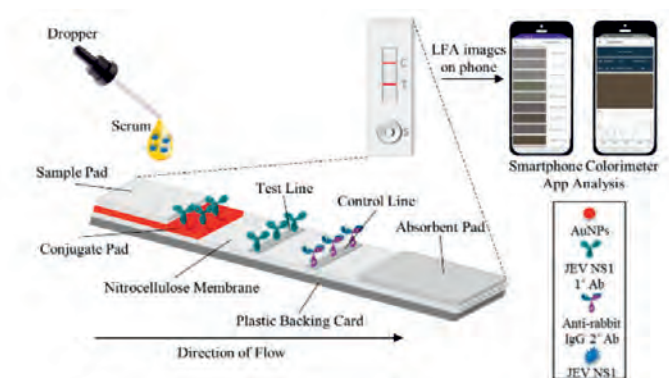 Dropper
Serum
Sample Pad
Conjugate Pad
Nitrocellulose Membrane
Test Line
Control Line
Absorbent Pad
Plastic Backing Card
Direction of Flow
C
T
S
LFA images
on phone
Smartphone Colorimeter
App Analysis
AuNPs
JEV NS1
1° Ab
Anti-rabbit
IgG 2° Ab
JEV NS1